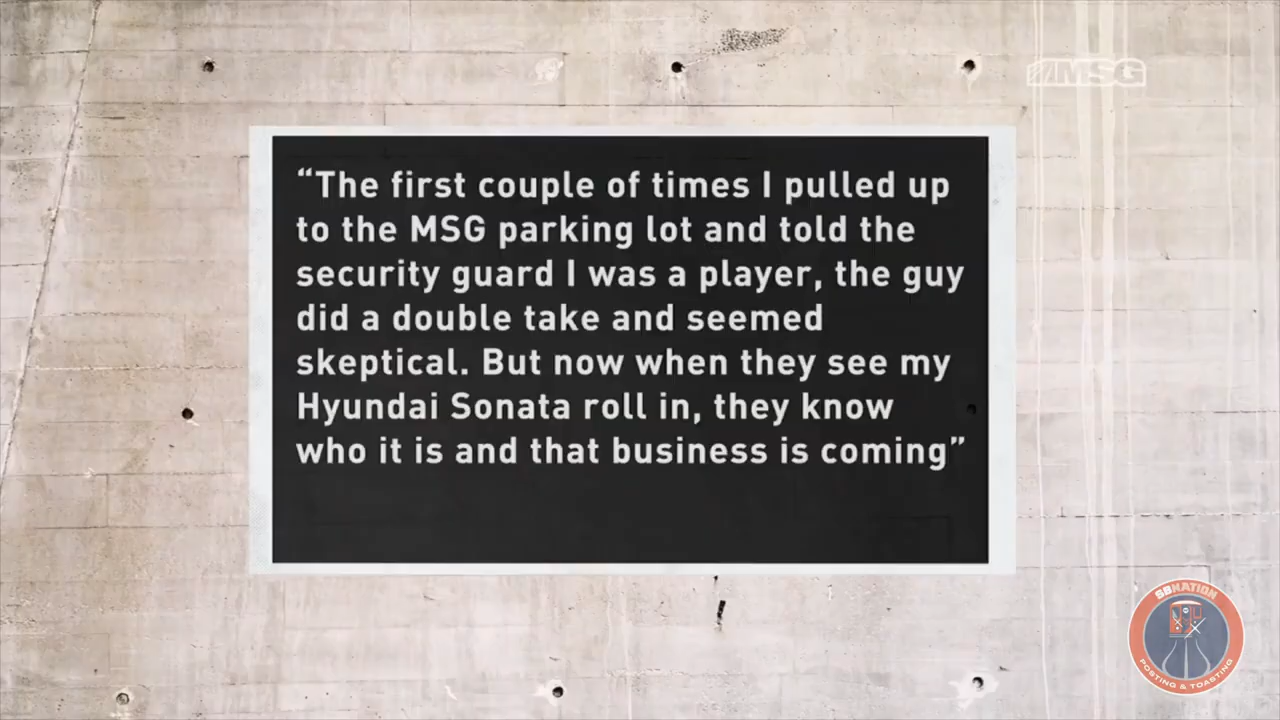 MSG
“The first couple of times I pulled up
to the MSG parking lot and told the
security guard I was a player, the guy
did a double take and seemed
skeptical. But now when they see my
Hyundai Sonata roll in, they know
who it is and that business is coming”
SBNATION
POSTING & TOASTING